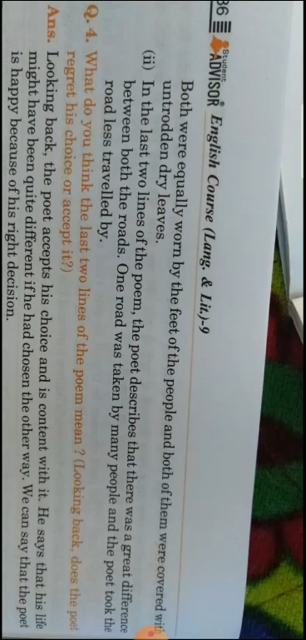 36 Student ADVISOR English Course (Lang. & Lit.)-9
Both were equally worn by the feet of the people and both of them were covered with
untrodden dry leaves.
(ii) In the last two lines of the poem, the poet describes that there was a great difference
between both the roads. One road was taken by many people and the poet took the
road less travelled by.
Q. 4. What do you think the last two lines of the poem mean ? (Looking back, does the poet
regret his choice or accept it?)
Ans. Looking back, the poet accepts his choice and is content with it. He says that his life
might have been quite different if he had chosen the other way. We can say that the poet
is happy because of his right decision.